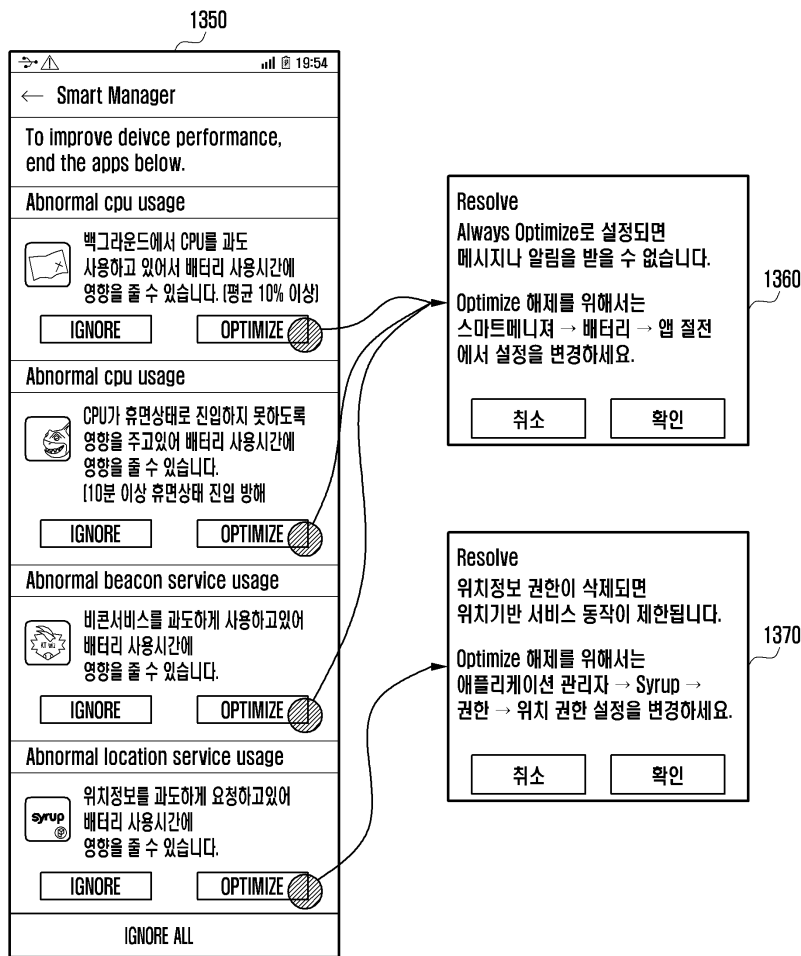 1350
19:54
← Smart Manager
To improve deivce performance,
end the apps below.
Abnormal cpu usage
백그라운드에서 CPU를 과도
사용하고 있어서 배터리 사용시간에
영향을 줄 수 있습니다. [평균 10% 이상]
IGNORE
OPTIMIZE
Abnormal cpu usage
CPU가 휴면상태로 진입하지 못하도록
영향을 주고있어 배터리 사용시간에
영향을 줄 수 있습니다.
[10분 이상 휴면상태 진입 방해
IGNORE
OPTIMIZE
Abnormal beacon service usage
비콘서비스를 과도하게 사용하고있어
배터리 사용시간에
영향을 줄 수 있습니다.
IGNORE
OPTIMIZE
Abnormal location service usage
syrup
위치정보를 과도하게 요청하고있어
배터리 사용시간에
영향을 줄 수 있습니다.
IGNORE
OPTIMIZE
IGNORE ALL
Resolve
Always Optimize로 설정되면
메시지나 알림을 받을 수 없습니다.
Optimize 해제를 위해서는
스마트메니져 → 배터리 → 앱 절전
에서 설정을 변경하세요.
취소
확인
1360
Resolve
위치정보 권한이 삭제되면
위치기반 서비스 동작이 제한됩니다.
Optimize 해제를 위해서는
애플리케이션 관리자 → Syrup →
권한 → 위치 권한 설정을 변경하세요.
취소
확인
1370